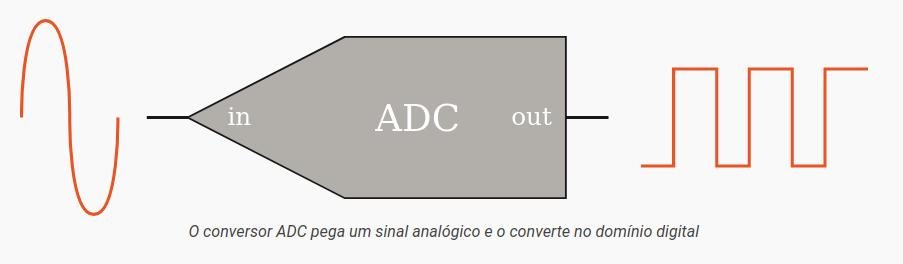 in
ADC
out
O conversor ADC pega um sinal analógico e o converte no domínio digital